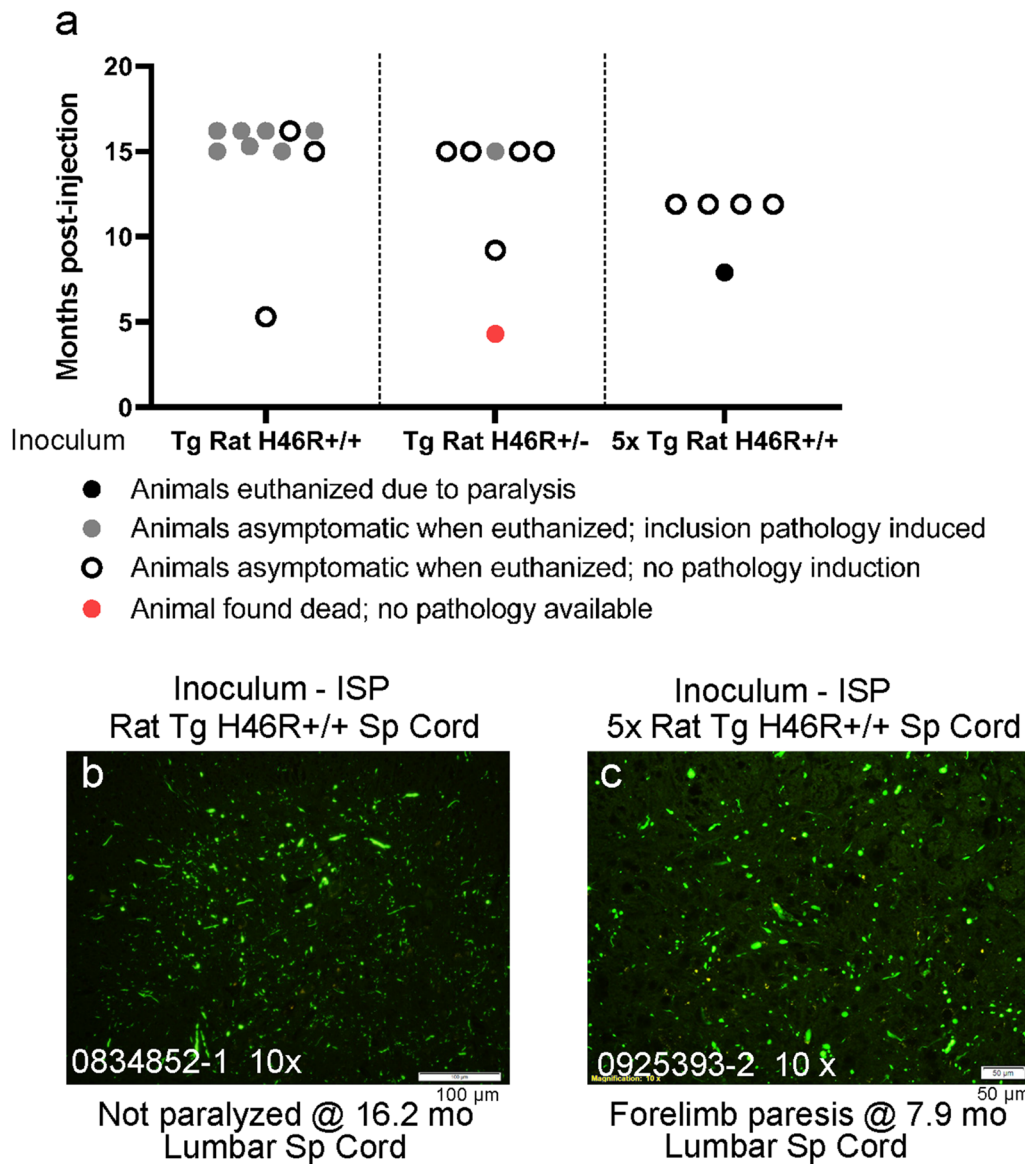 a
Months post-injection
20
15
10
5
0
Inoculum Tg Rat H46R+/+ Tg Rat H46R+/- 5x Tg Rat H46R+/+
Animals euthanized due to paralysis
Animals asymptomatic when euthanized; inclusion pathology induced
Animals asymptomatic when euthanized; no pathology induction
Animal found dead; no pathology available
Inoculum - ISP
Rat Tg H46R+/+ Sp Cord
b
0834852-1 10x
100 µm
100 µm
Not paralyzed @ 16.2 mo
Lumbar Sp Cord
Inoculum - ISP
5x Rat Tg H46R+/+ Sp Cord
c
0925393-2 10 x
Magnification: 10 x
50 µm
50 µm
Forelimb paresis @ 7.9 mo
Lumbar Sp Cord